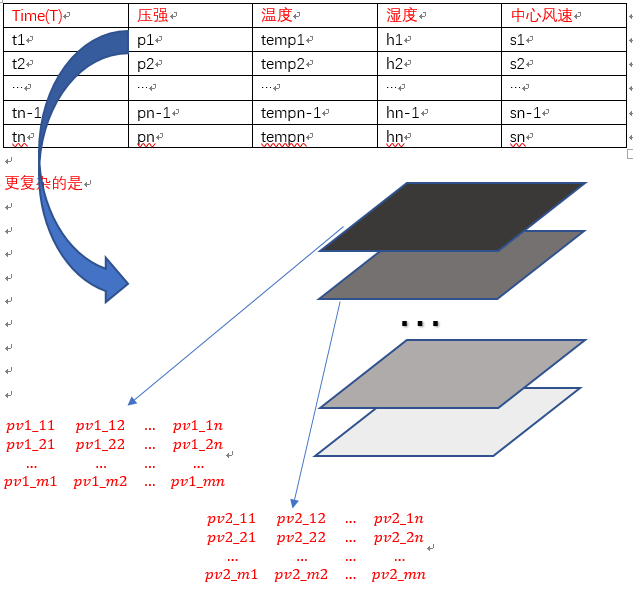 Time(T) 压强 温度 湿度 中心风速
t1 p1 temp1 h1 s1
t2 p2 temp2 h2 s2
... ... ... ... ...
tn-1 pn-1 tempn-1 hn-1 sn-1
tn pn tempn hn sn
更复杂的是
...
pv1_11 pv1_12 ... pv1_1n
pv1_21 pv1_22 ... pv1_2n
... ... ... ...
pv1_m1 pv1_m2 ... pv1_mn
pv2_11 pv2_12 ... pv2_1n
pv2_21 pv2_22 ... pv2_2n
... ... ... ...
pv2_m1 pv2_m2 ... pv2_mn